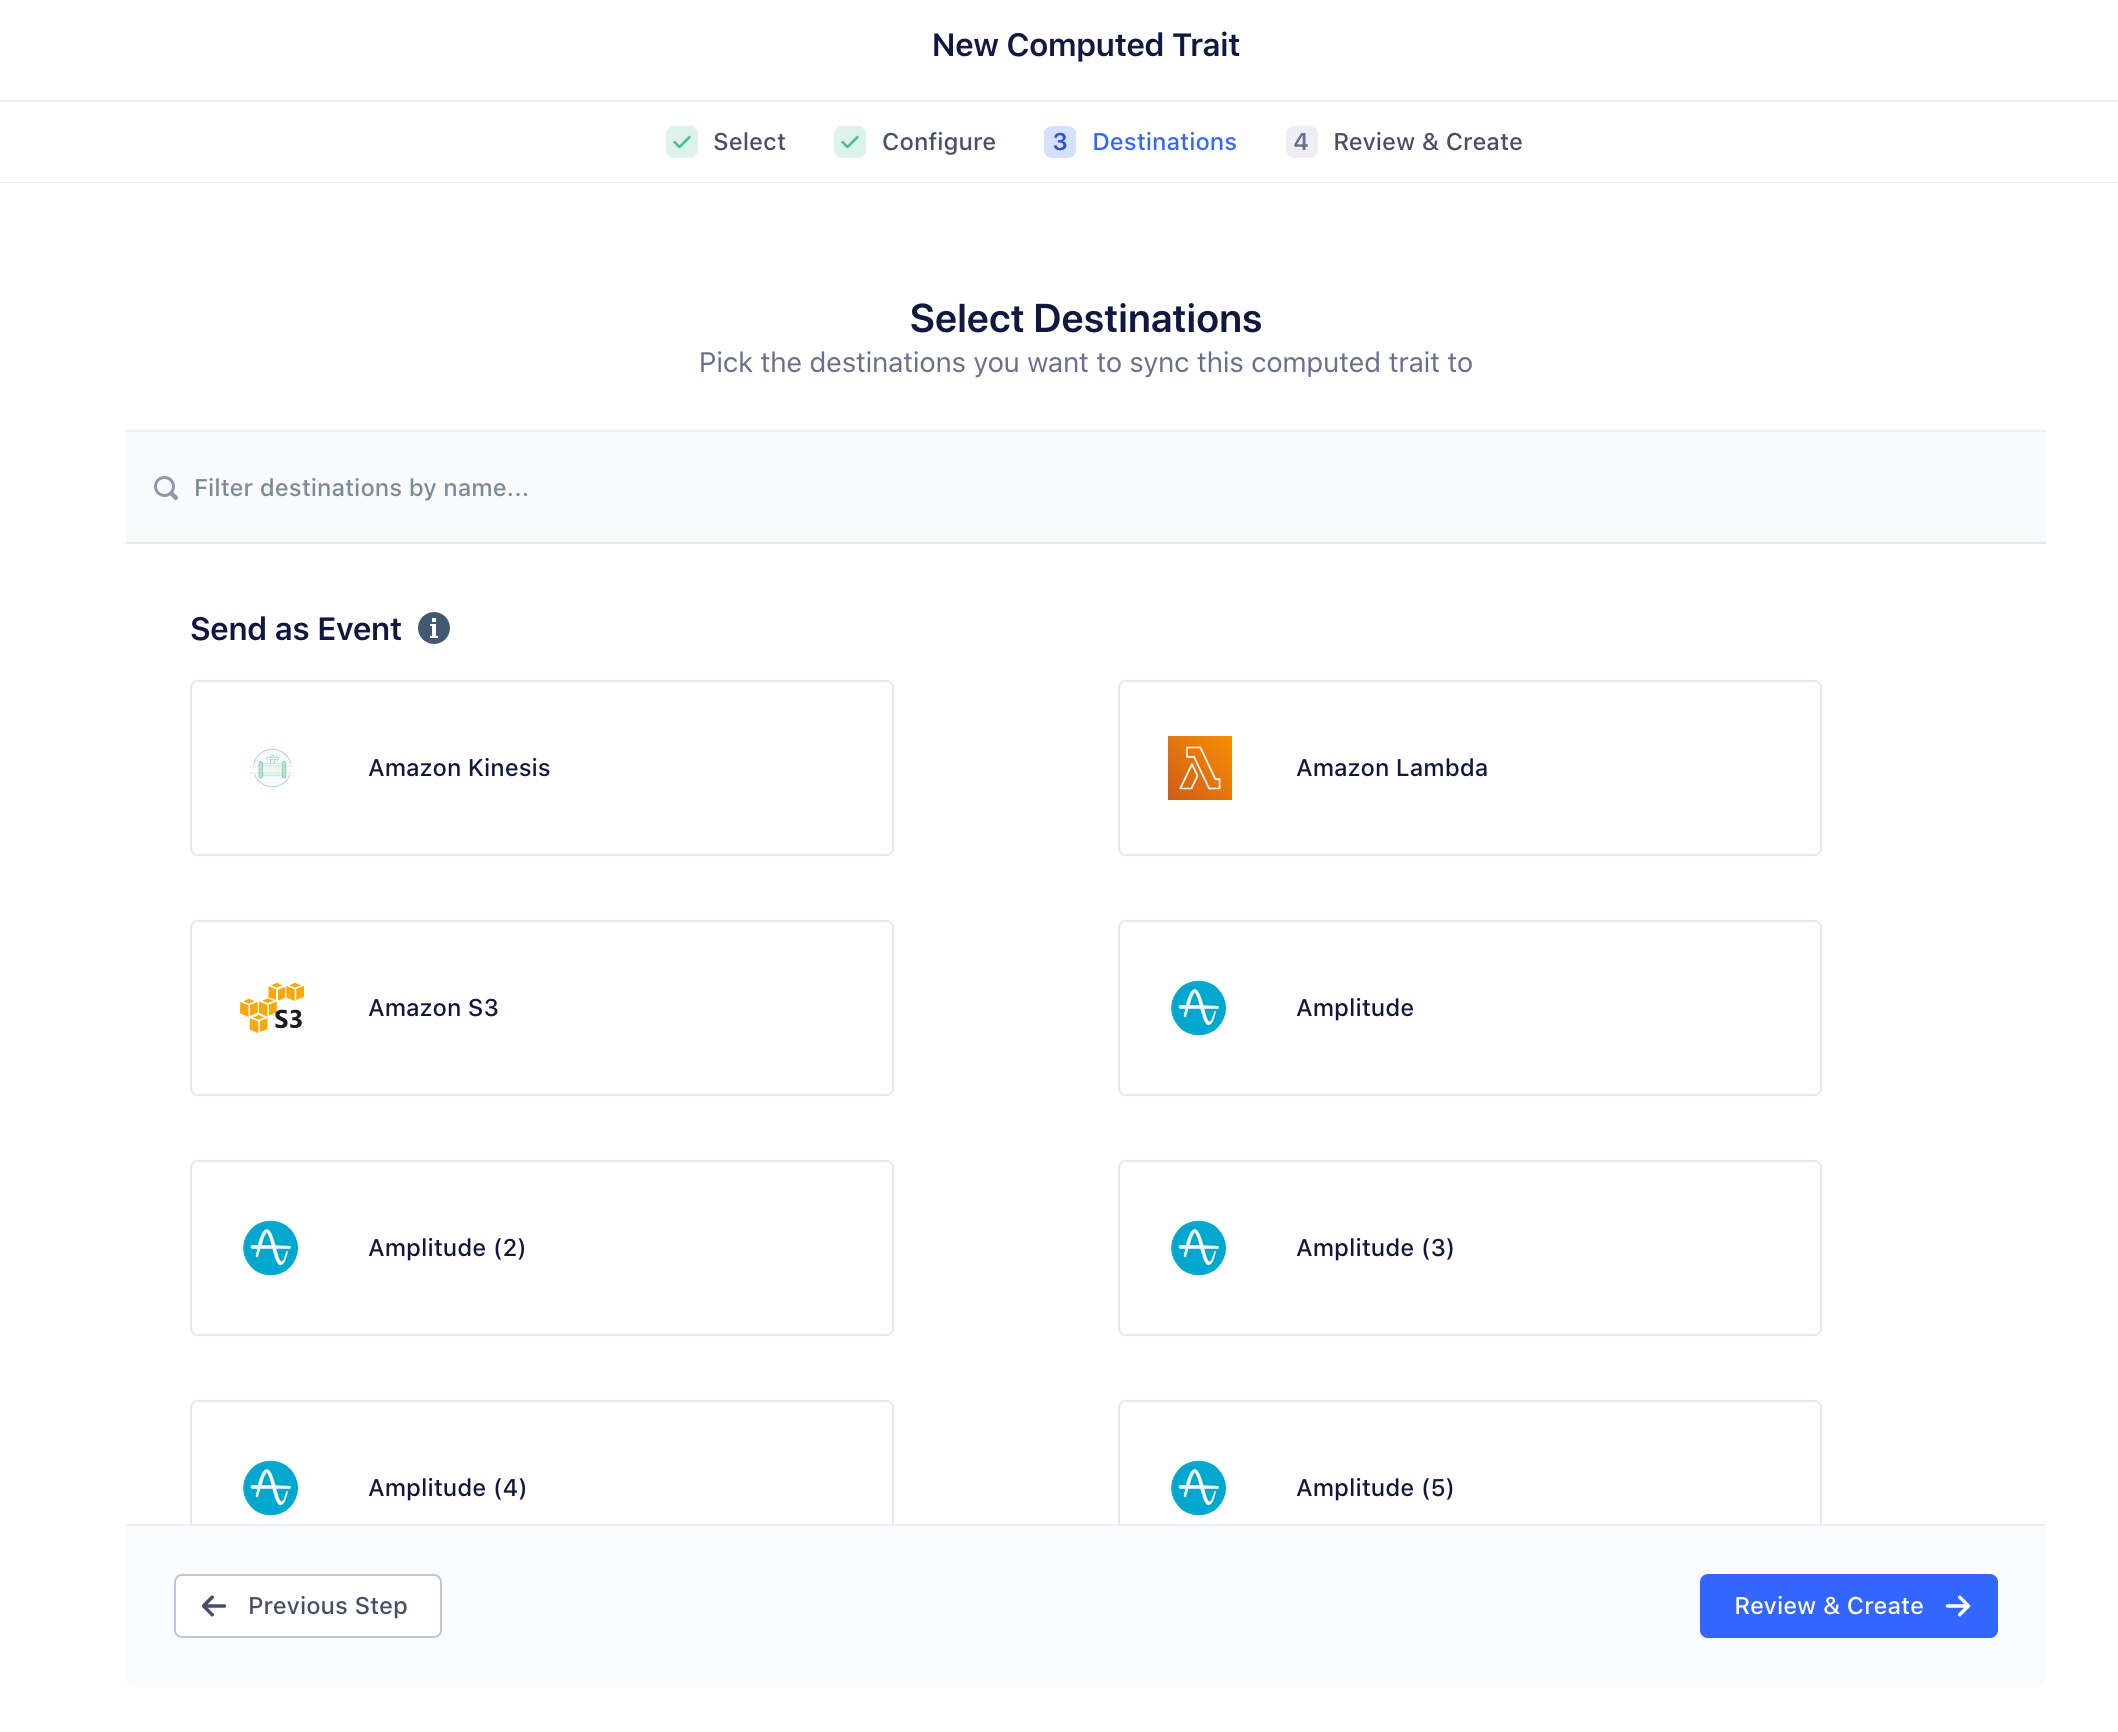 New Computed Trait
Select
Configure
3 Destinations
4 Review & Create
Select Destinations
Pick the destinations you want to sync this computed trait to
Filter destinations by name...
Send as Event
Amazon Kinesis
Amazon Lambda
S3
Amazon S3
Amplitude
Amplitude (2)
Amplitude (3)
Amplitude (4)
Amplitude (5)
Previous Step
Review & Create